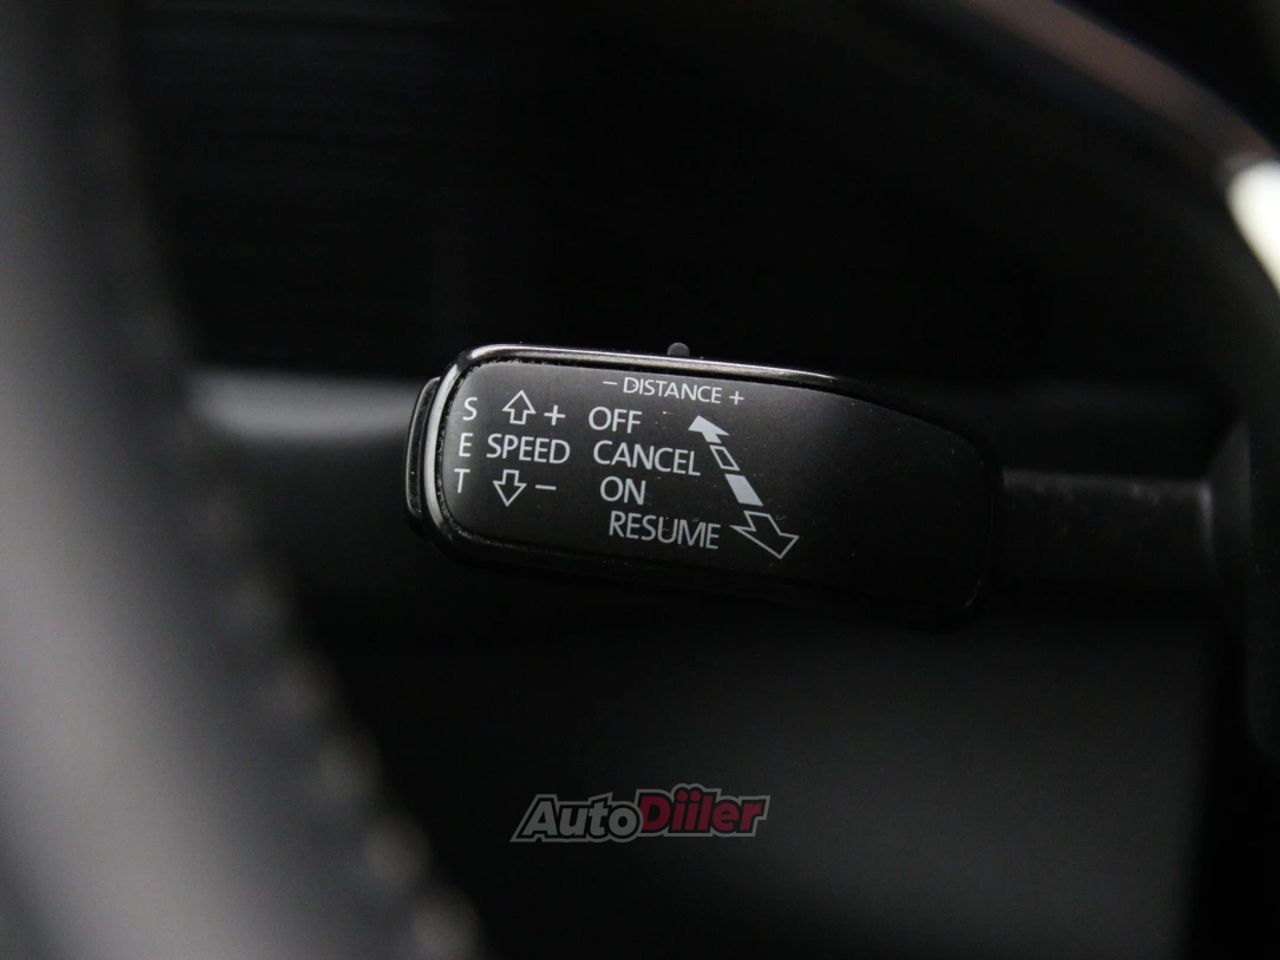 - DISTANCE +
S + OFF
E SPEED CANCEL
T - ON
RESUME
AutoDiiler